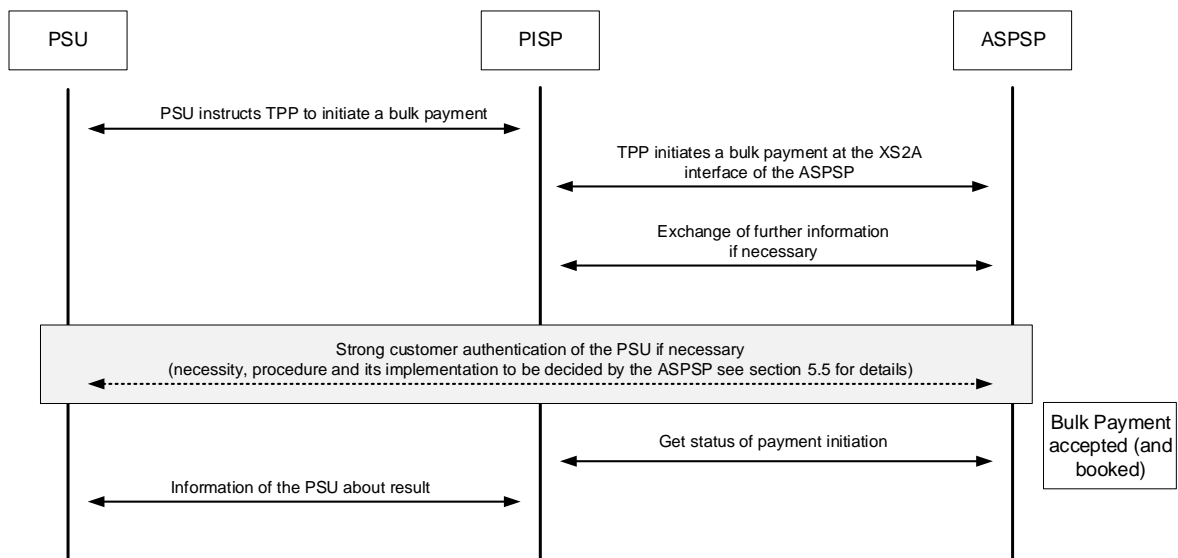 PSU
PISP
ASPSP
PSU instructs TPP to initiate a bulk payment
TPP initiates a bulk payment at the XS2A
interface of the ASPSP
Exchange of further information
if necessary
Strong customer authentication of the PSU if necessary
(necessity, procedure and its implementation to be decided by the ASPSP see section 5.5 for details)
Bulk Payment
accepted (and
booked)
Get status of payment initiation
Information of the PSU about result